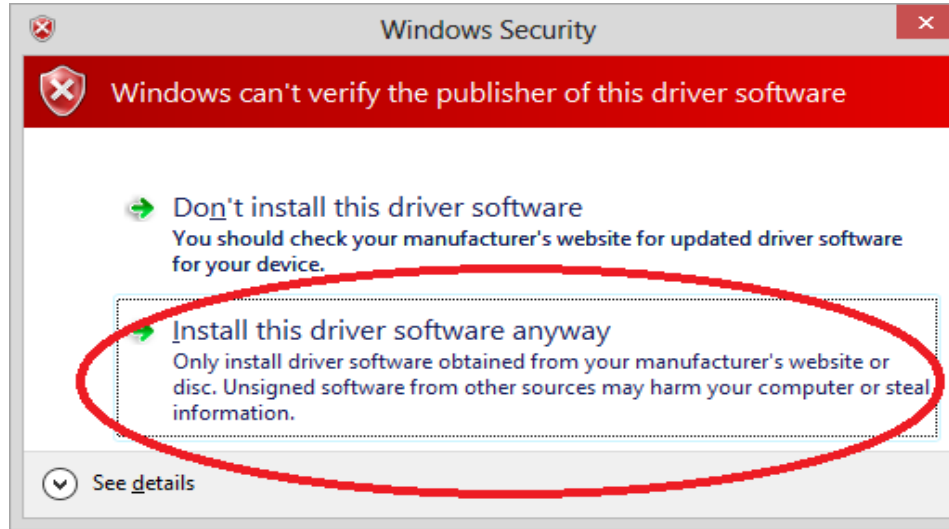 Windows Security
Windows can't verify the publisher of this driver software
Don't install this driver software
You should check your manufacturer's website for updated driver software
for your device.
Install this driver software anyway
Only install driver software obtained from your manufacturer's website or
disc. Unsigned software from other sources may harm your computer or steal
information.
See details